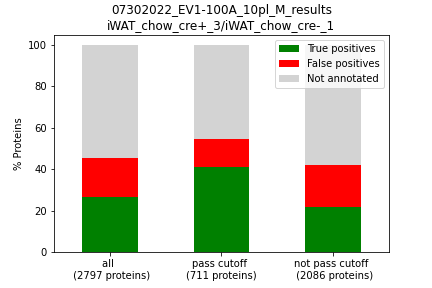 07302022_EV1-100A_10pl_M_results
iWAT_chow_cre+_3/iWAT_chow_cre-_1
100
80
60
40
20
0
% Proteins
True positives
False positives
Not annotated
all
(2797 proteins)
pass cutoff
(711 proteins)
not pass cutoff
(2086 proteins)